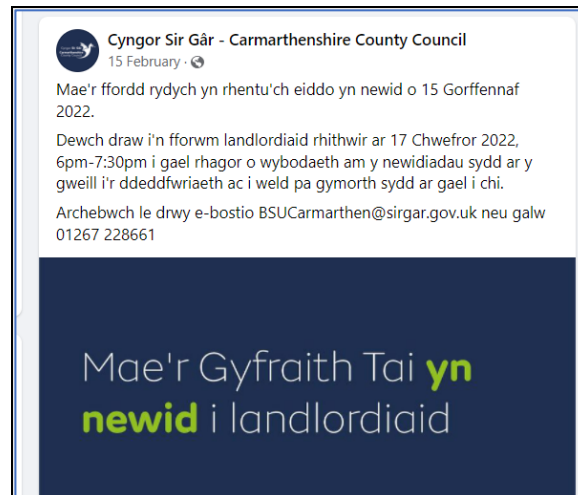 Cyngor Sir Gâr - Carmarthenshire County Council
15 February ·
Mae'r ffordd rydych yn rhentu'ch eiddo yn newid o 15 Gorffennaf
2022.
Dewch draw i'n fforwm landlordiaid rhithwir ar 17 Chwefror 2022,
6pm-7:30pm i gael rhagor o wybodaeth am y newidiadau sydd ar y
gweill i'r ddeddfwriaeth ac i weld pa gymorth sydd ar gael i chi.
Archebwch le drwy e-bostio BSUCarmarthen@sirgar.gov.uk neu galw
01267 228661
Mae'r Gyfraith Tai yn
newid i landlordiaid